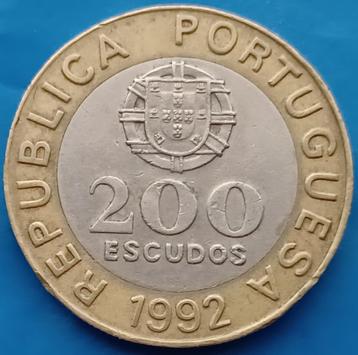 REPUBLICA PORTUGUESA
200
ESCUDOS
1992